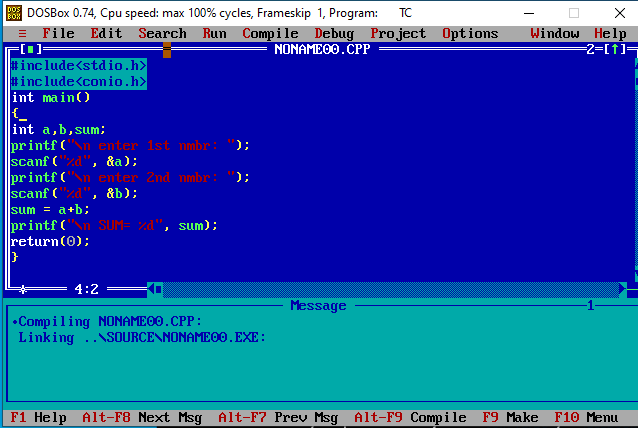 DOS BOX DOSBox 0.74, Cpu speed: max 100% cycles, Frameskip 1, Program: TC
≡ File Edit Search Run Compile Debug Project Options Window Help
[■] NONAME00.CPP 2=[↑]
#include<stdio.h>
#include<conio.h>
int main()
{
int a,b,sum;
printf("\n enter 1st nmbr: ");
scanf("%d", &a);
printf("\n enter 2nd nmbr: ");
scanf("%d", &b);
sum = a+b;
printf("\n SUM= %d", sum);
return(0);
}
4:2
Message 1
•Compiling NONAME00.CPP:
Linking ..\SOURCE\NONAME00.EXE:
F1 Help Alt-F8 Next Msg Alt-F7 Prev Msg Alt-F9 Compile F9 Make F10 Menu